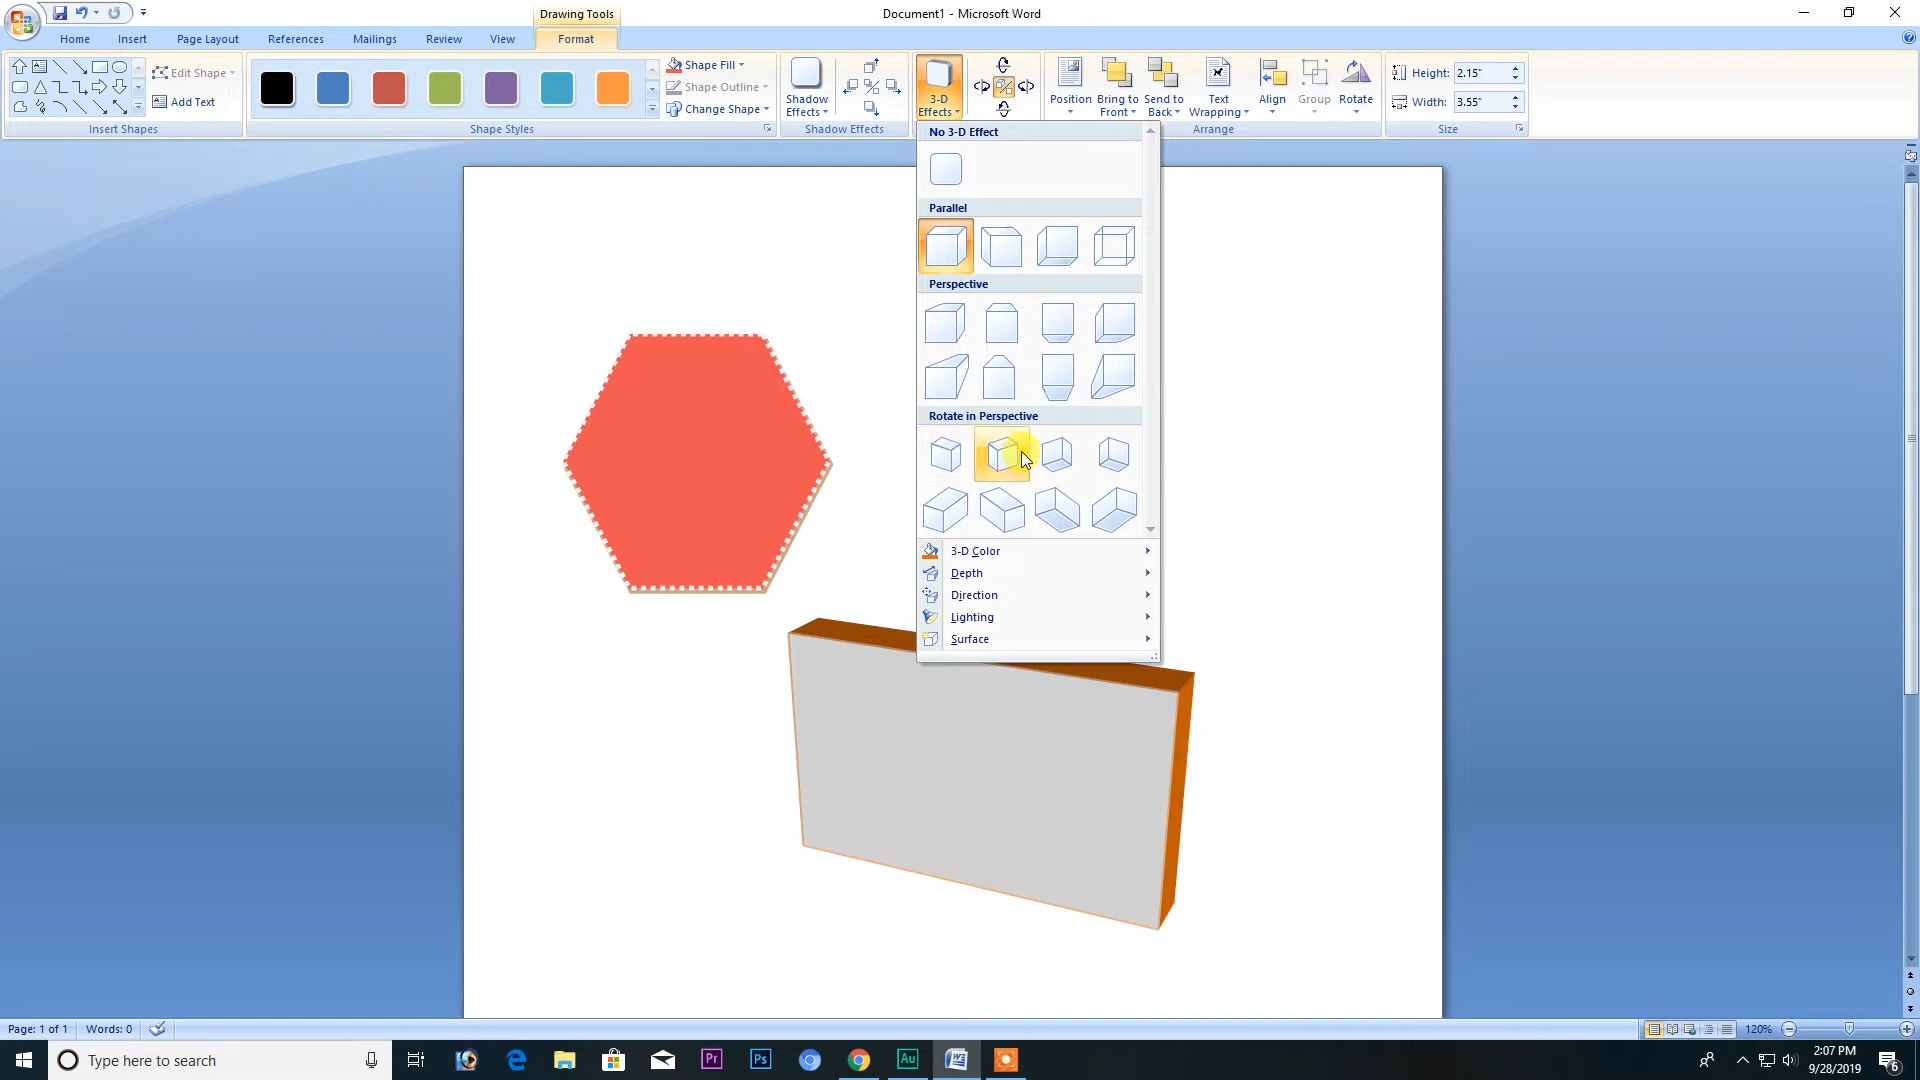 Drawing Tools
Document1 - Microsoft Word
Home Insert Page Layout References Mailings Review View Format
Edit Shape
Add Text
Insert Shapes
Shape Fill
Shape Outline
Change Shape
Shape Styles
Shadow Effects
Shadow Effects
3-D Effects
Position
Bring to Front
Send to Back
Text Wrapping
Align
Group
Rotate
Arrange
Height: 2.15"
Width: 3.55"
Size
No 3-D Effect
Parallel
Perspective
Rotate in Perspective
3-D Color
Depth
Direction
Lighting
Surface
Page: 1 of 1 Words: 0
120%
Type here to search
Pr
Ps
Au
2:07 PM
9/28/2019
6